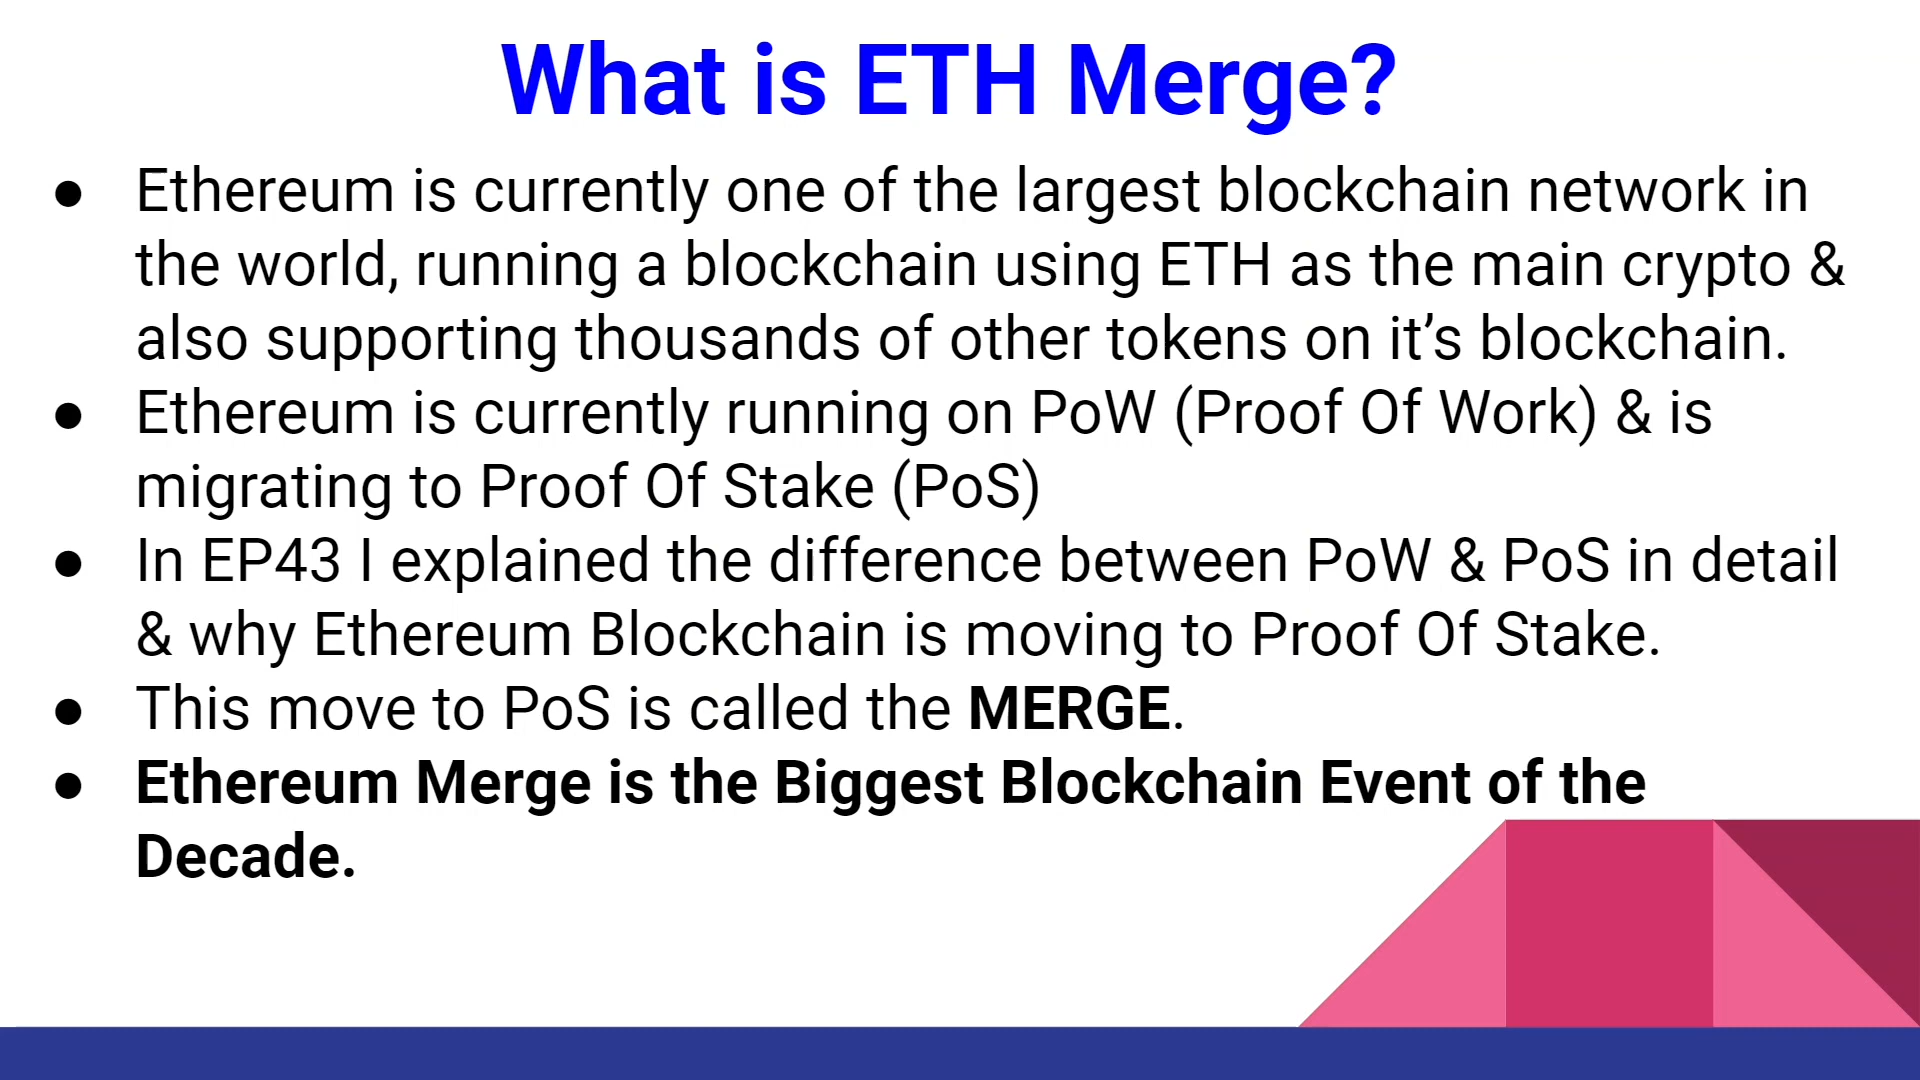 What is ETH Merge?
● Ethereum is currently one of the largest blockchain network in
the world, running a blockchain using ETH as the main crypto &
also supporting thousands of other tokens on it’s blockchain.
● Ethereum is currently running on PoW (Proof Of Work) & is
migrating to Proof Of Stake (PoS)
● In EP43 I explained the difference between PoW & PoS in detail
& why Ethereum Blockchain is moving to Proof Of Stake.
● This move to PoS is called the MERGE.
● Ethereum Merge is the Biggest Blockchain Event of the
Decade.